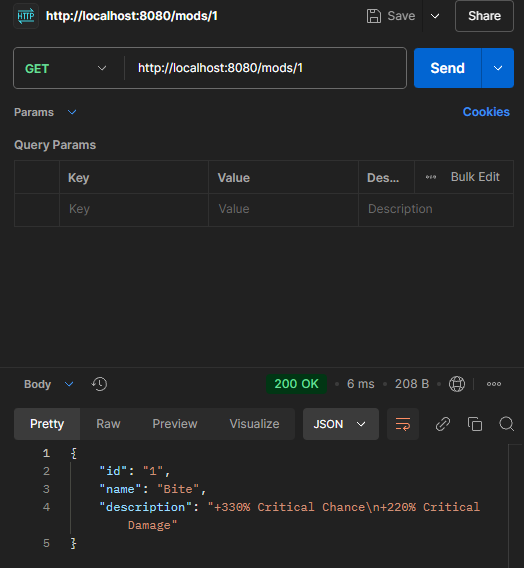 HTTP http://localhost:8080/mods/1 Save Share
GET http://localhost:8080/mods/1 Send
Params Cookies
Query Params
Key Value Des... Bulk Edit
Key Value Description
Body 200 OK 6 ms 208 B
Pretty Raw Preview Visualize JSON
1 {
2 "id": "1",
3 "name": "Bite",
4 "description": "+330% Critical Chance\n+220% Critical
Damage"
5 }